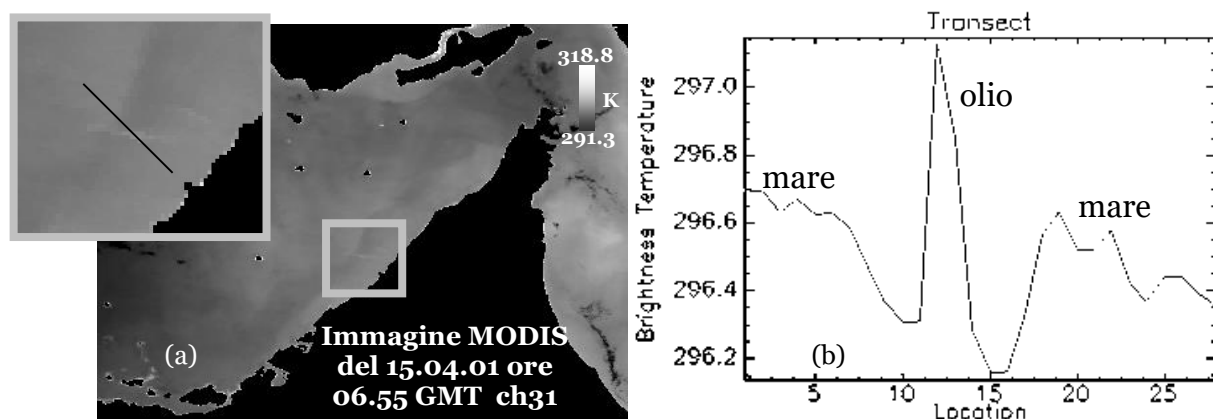 318.8
K
291.3
(a)
Immagine MODIS
del 15.04.01 ore
06.55 GMT ch31
Transect
Brightness Temperature
297.0
296.8
296.6
296.4
296.2
mare
olio
mare
(b)
5 10 15 20 25
Location